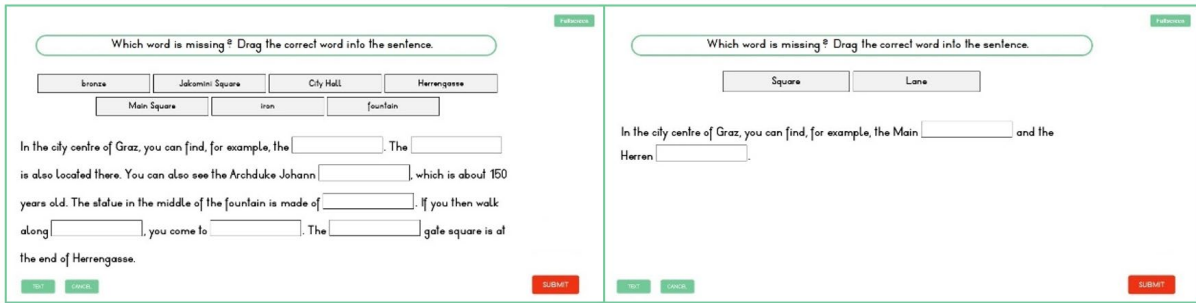 Fullscreen
Which word is missing? Drag the correct word into the sentence.
bronze Jakomini Square City Hall Herrengasse
Main Square iron fountain
In the city centre of Graz, you can find, for example, the . The
is also located there. You can also see the Archduke Johann , which is about 150
years old. The statue in the middle of the fountain is made of . If you then walk
along , you come to . The gate square is at
the end of Herrengasse.
TEXT CANCEL SUBMIT
Fullscreen
Which word is missing? Drag the correct word into the sentence.
Square Lane
In the city centre of Graz, you can find, for example, the Main and the
Herren .
TEXT CANCEL SUBMIT